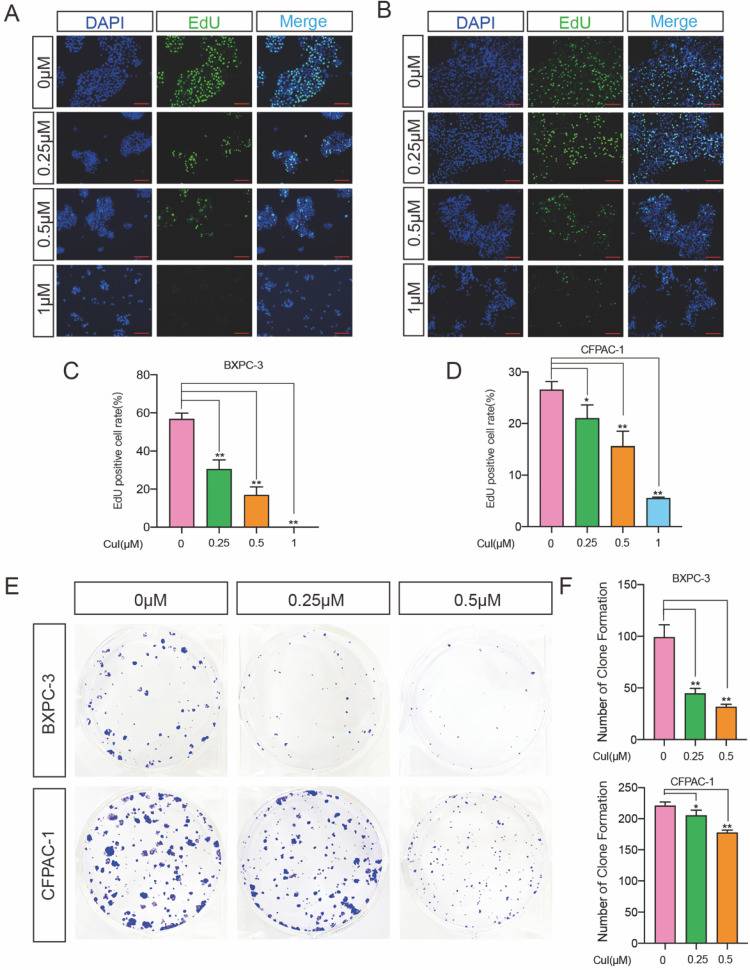 A
DAPI
EdU
Merge
0μM
0.25μM
0.5μM
1μM
B
DAPI
EdU
Merge
0μM
0.25μM
0.5μM
1μM
C
BXPC-3
EdU positive cell rate(%)
80
60
40
20
0
**
**
**
CuI(μM)
0
0.25
0.5
1
D
CFPAC-1
EdU positive cell rate(%)
30
20
10
0
*
**
**
CuI(μM)
0
0.25
0.5
1
E
0μM
0.25μM
0.5μM
BXPC-3
CFPAC-1
F
BXPC-3
Number of Clone Formation
150
100
50
0
**
**
CuI(μM)
0
0.25
0.5
CFPAC-1
Number of Clone Formation
250
200
150
100
50
0
*
**
CuI(μM)
0
0.25
0.5